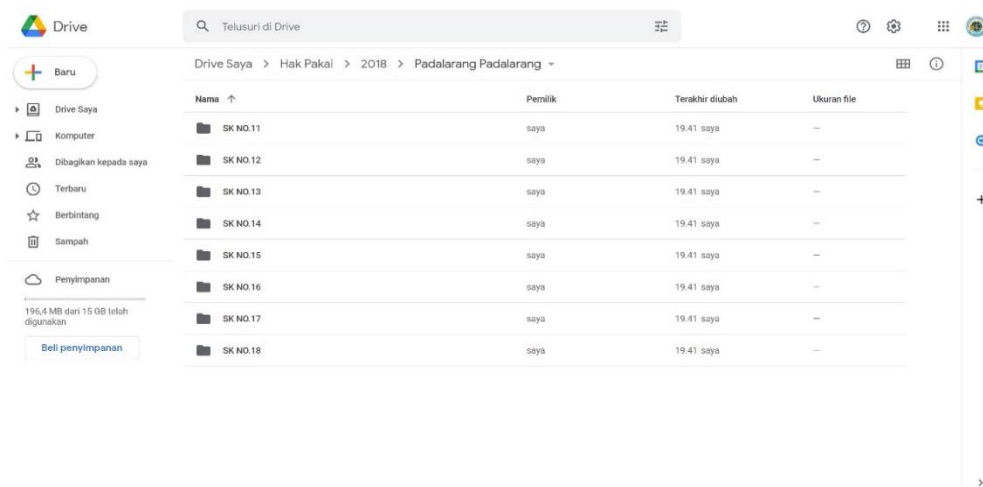 Drive
Telusuri di Drive
Baru
Drive Saya
Komputer
Dibagikan kepada saya
Terbaru
Berbintang
Sampah
Penyimpanan
196,4 MB dari 15 GB telah
digunakan
Beli penyimpanan
Drive Saya > Hak Pakai > 2018 > Padalarang Padalarang
Nama Pemilik Terakhir diubah Ukuran file
SK NO.11 saya 19.41 saya —
SK NO.12 saya 19.41 saya —
SK NO.13 saya 19.41 saya —
SK NO.14 saya 19.41 saya —
SK NO.15 saya 19.41 saya —
SK NO.16 saya 19.41 saya —
SK NO.17 saya 19.41 saya —
SK NO.18 saya 19.41 saya —